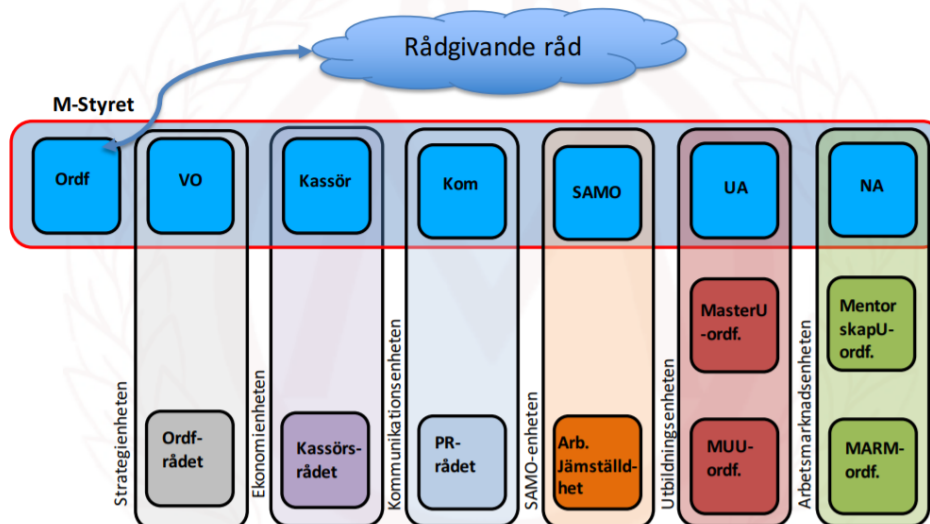 Rådgivande råd
M-Styret
Ordf
VO
Kassör
Kom
SAMO
UA
NA
MasterU
-ordf.
Mentor
skapU-
ordf.
Strategienheten
Ordf-
rådet
Ekonomienheten
Kassörs-
rådet
Kommunikationsenheten
PR-
rådet
SAMO-enheten
Arb.
Jämställd-
het
Utbildningsenheten
MUU-
ordf.
Arbetsmarknadsenheten
MARM-
ordf.